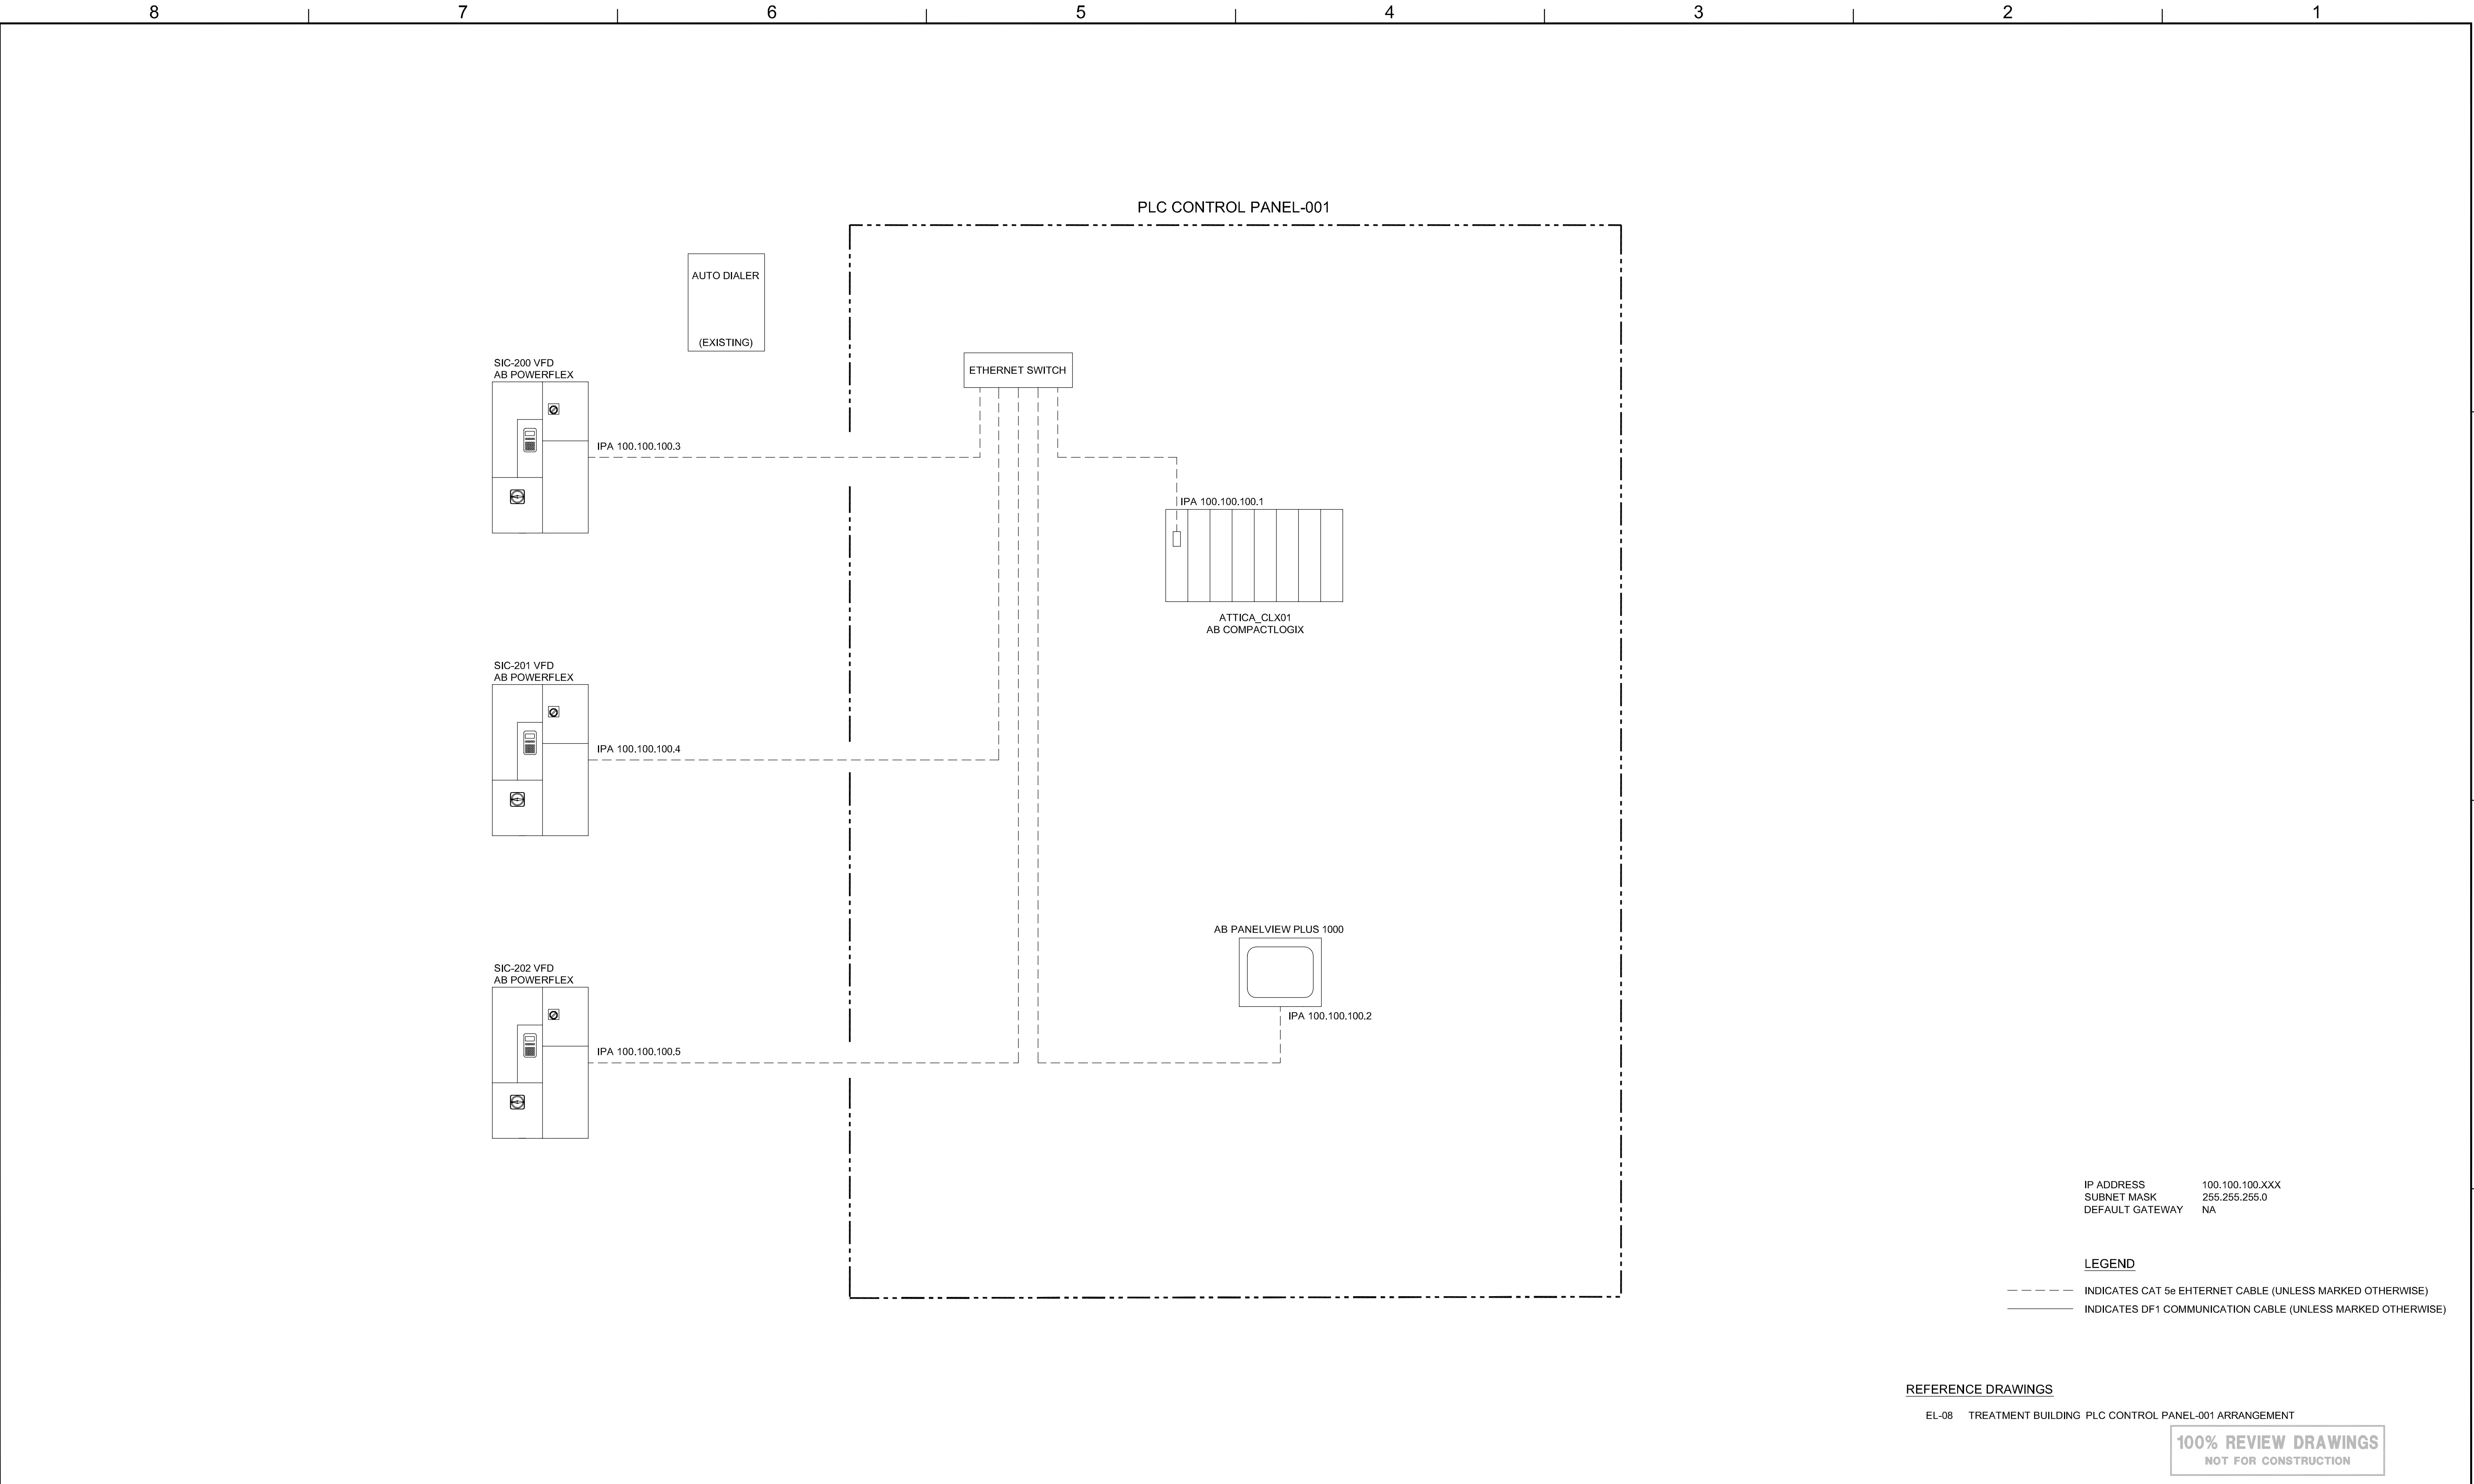 8 7 6 5 4 3 2 1
PLC CONTROL PANEL-001
AUTO DIALER
(EXISTING)
ETHERNET SWITCH
SIC-200 VFD
AB POWERFLEX
IPA 100.100.100.3
IPA 100.100.100.1
ATTICA_CLX01
AB COMPACTLOGIX
SIC-201 VFD
AB POWERFLEX
IPA 100.100.100.4
AB PANELVIEW PLUS 1000
IPA 100.100.100.2
SIC-202 VFD
AB POWERFLEX
IPA 100.100.100.5
IP ADDRESS 100.100.100.XXX
SUBNET MASK 255.255.255.0
DEFAULT GATEWAY NA
LEGEND
INDICATES CAT 5e EHTERNET CABLE (UNLESS MARKED OTHERWISE)
INDICATES DF1 COMMUNICATION CABLE (UNLESS MARKED OTHERWISE)
REFERENCE DRAWINGS
EL-08 TREATMENT BUILDING PLC CONTROL PANEL-001 ARRANGEMENT
100% REVIEW DRAWINGS
NOT FOR CONSTRUCTION